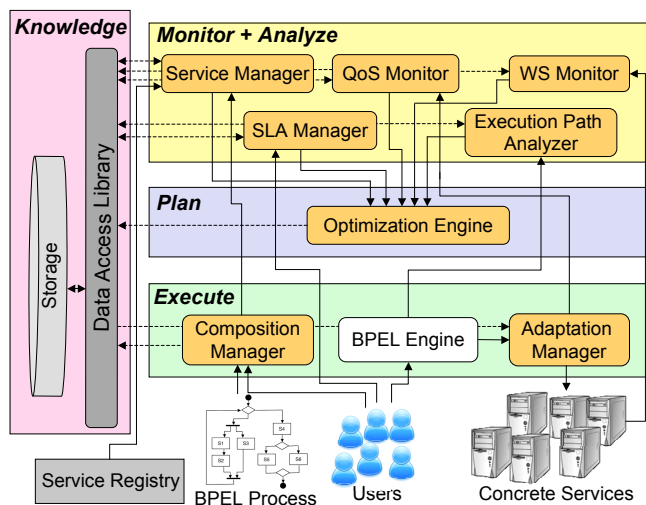 Knowledge
Monitor + Analyze
Service Manager
QoS Monitor
WS Monitor
SLA Manager
Execution Path
Analyzer
Data Access Library
Storage
Plan
Optimization Engine
Execute
Composition
Manager
BPEL Engine
Adaptation
Manager
S1
S2
S3
S4
S5
S6
Service Registry
BPEL Process
Users
Concrete Services